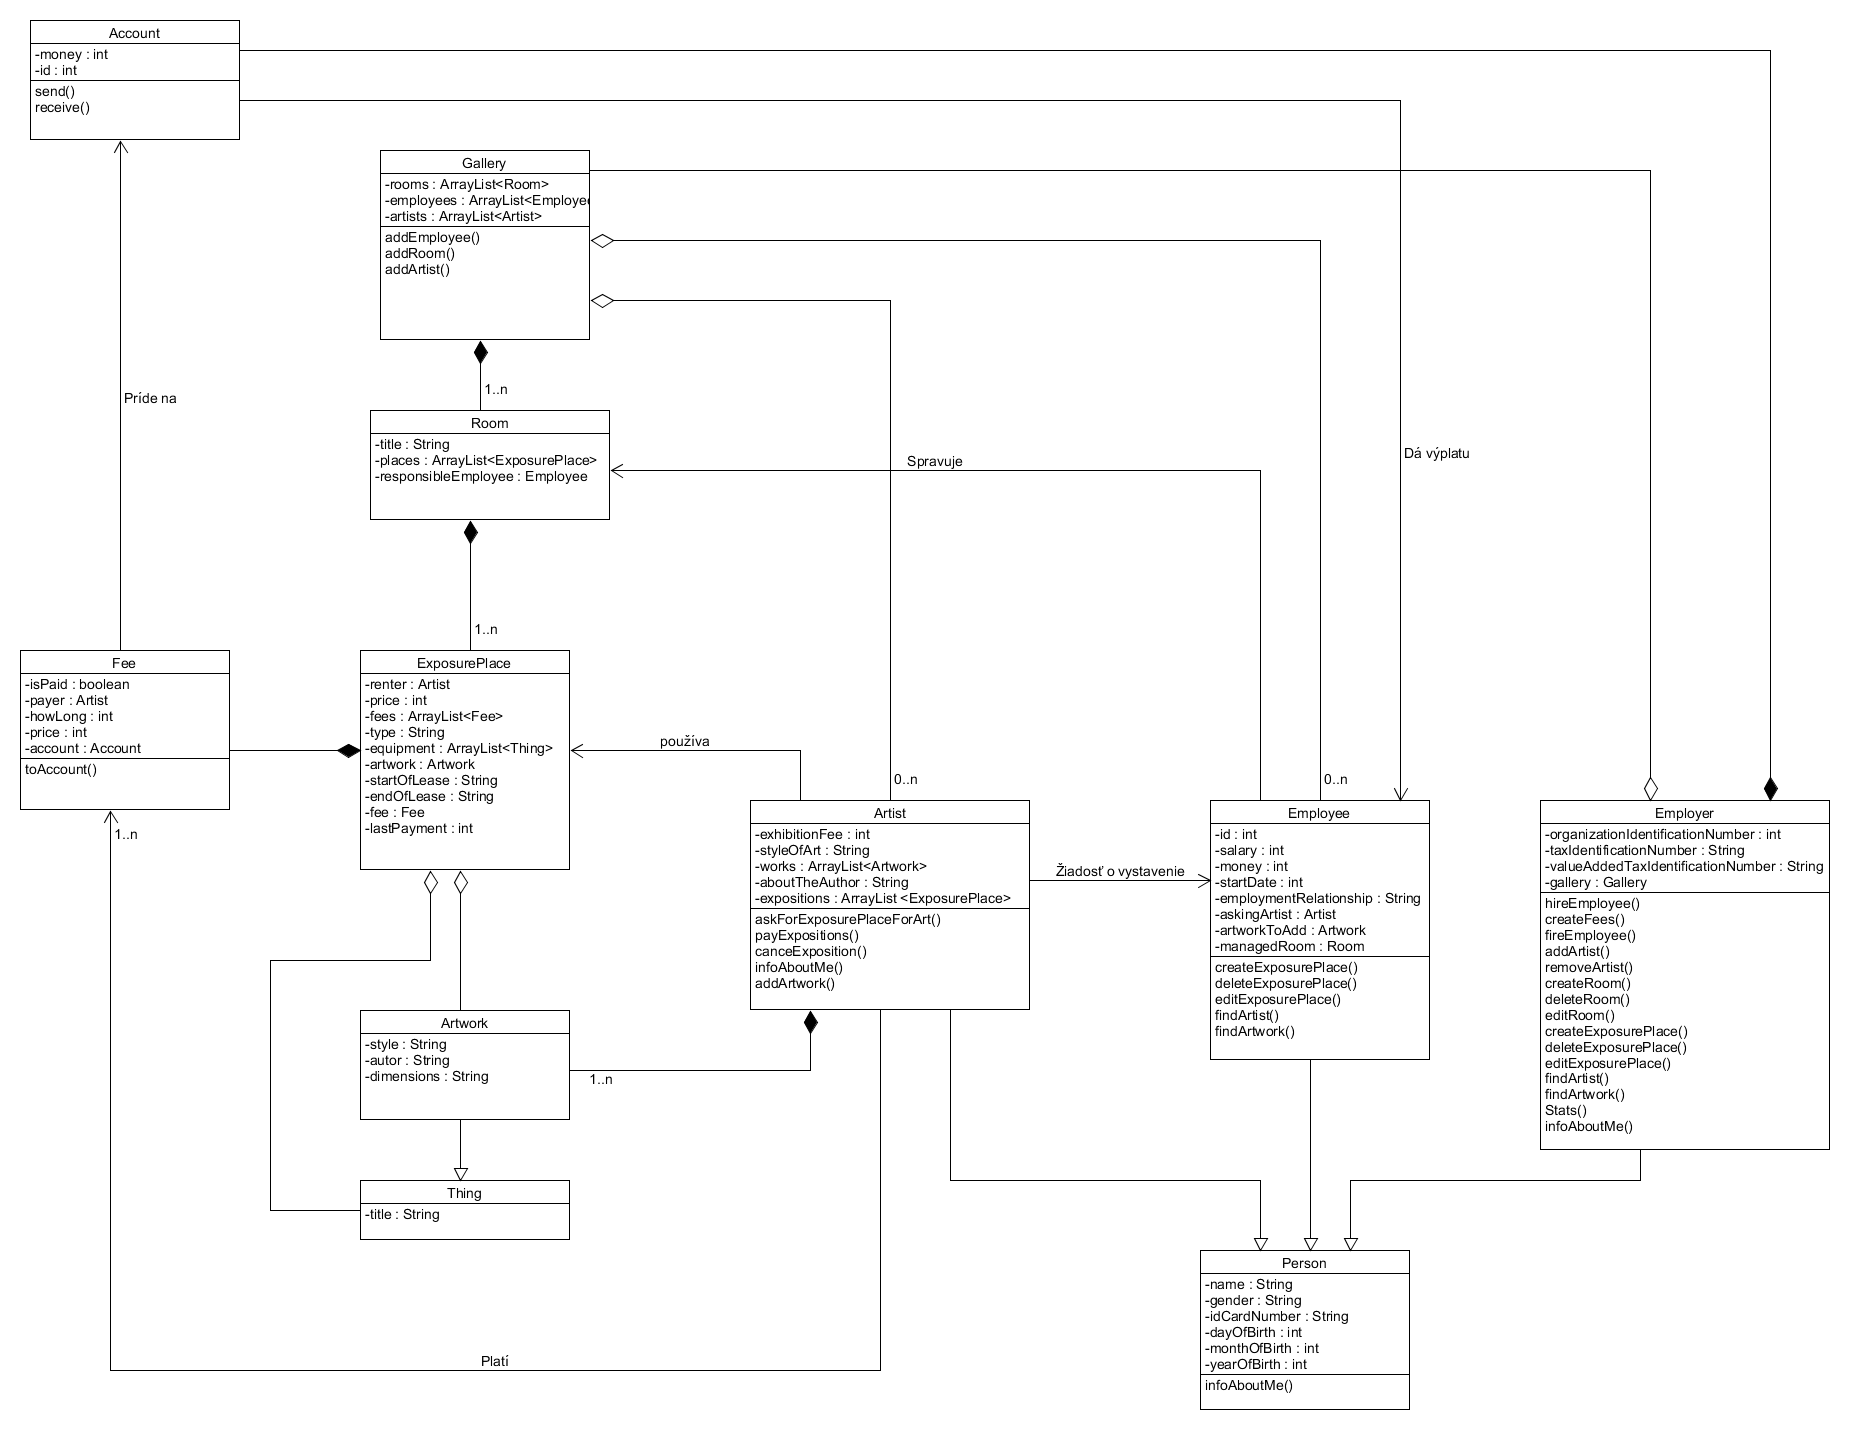 Account
-money : int
-id : int
send()
receive()
Gallery
-rooms : ArrayList<Room>
-employees : ArrayList<Employe
-artists : ArrayList<Artist>
addEmployee()
addRoom()
addArtist()
1..n
Príde na
Room
-title : String
-places : ArrayList<ExposurePlace>
-responsibleEmployee : Employee
Spravuje
Dá výplatu
1..n
Fee
-isPaid : boolean
-payer : Artist
-howLong : int
-price : int
-account : Account
toAccount()
1..n
ExposurePlace
-renter : Artist
-price : int
-fees : ArrayList<Fee>
-type : String
-equipment : ArrayList<Thing>
-artwork : Artwork
-startOfLease : String
-endOfLease : String
-fee : Fee
-lastPayment : int
používa
0..n
0..n
Artist
-exhibitionFee : int
-styleOfArt : String
-works : ArrayList<Artwork>
-aboutTheAuthor : String
-expositions : ArrayList <ExposurePlace>
askForExposurePlaceForArt()
payExpositions()
canceExposition()
infoAboutMe()
addArtwork()
Žiadosť o vystavenie
Employee
-id : int
-salary : int
-money : int
-startDate : int
-employmentRelationship : String
-askingArtist : Artist
-artworkToAdd : Artwork
-managedRoom : Room
createExposurePlace()
deleteExposurePlace()
editExposurePlace()
findArtist()
findArtwork()
Employer
-organizationIdentificationNumber : int
-taxIdentificationNumber : String
-valueAddedTaxIdentificationNumber : String
-gallery : Gallery
hireEmployee()
createFees()
fireEmployee()
addArtist()
removeArtist()
createRoom()
deleteRoom()
editRoom()
createExposurePlace()
deleteExposurePlace()
editExposurePlace()
findArtist()
findArtwork()
Stats()
infoAboutMe()
Artwork
-style : String
-autor : String
-dimensions : String
1..n
Thing
-title : String
Person
-name : String
-gender : String
-idCardNumber : String
-dayOfBirth : int
-monthOfBirth : int
-yearOfBirth : int
infoAboutMe()
Platí